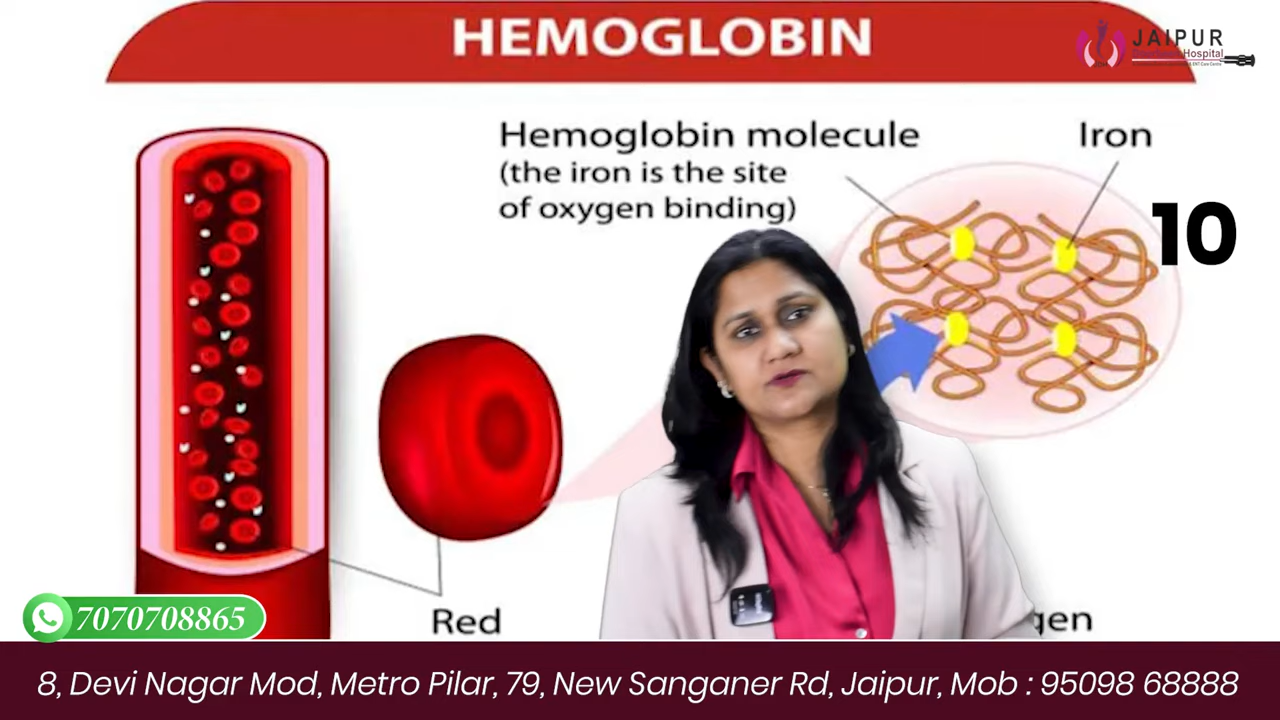 HEMOGLOBIN
JAIPUR
Hospital
Hemoglobin molecule
(the iron is the site
of oxygen binding)
Iron
10
Red
gen
7070708865
8, Devi Nagar Mod, Metro Pilar, 79, New Sanganer Rd, Jaipur, Mob : 95098 68888